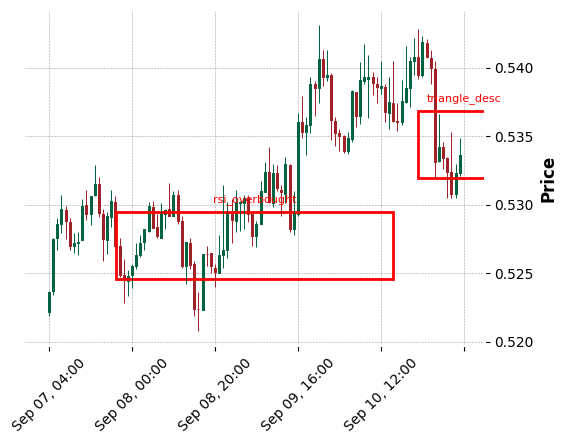 0.540
triangle_desc
0.535
Price
rsi_overbought
0.530
0.525
0.520
Sep 07, 04:00
Sep 08, 00:00
Sep 08, 20:00
Sep 09, 16:00
Sep 10, 12:00